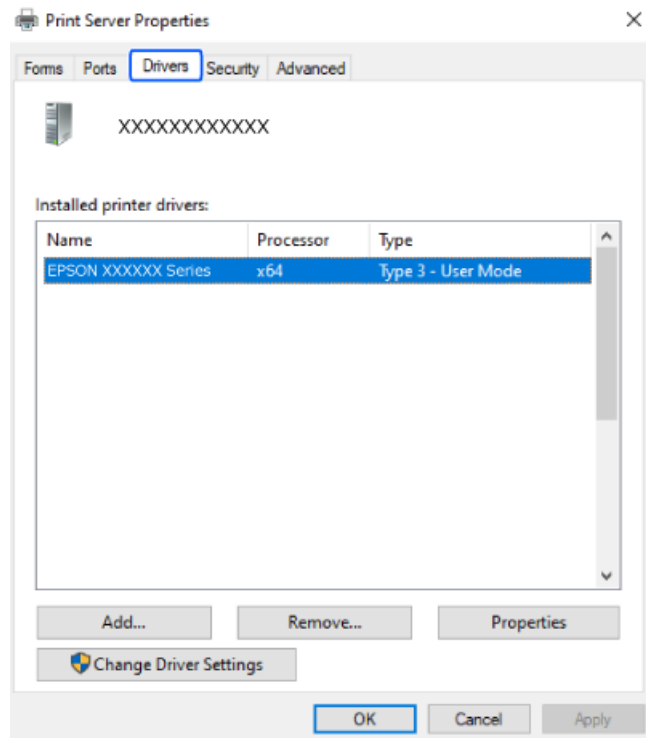 Print Server Properties
Forms Ports Drivers Security Advanced
XXXXXXXXXXXX
Installed printer drivers:
Name Processor Type
EPSON XXXXXX Series x64 Type 3 - User Mode
Add... Remove... Properties
Change Driver Settings
OK Cancel Apply